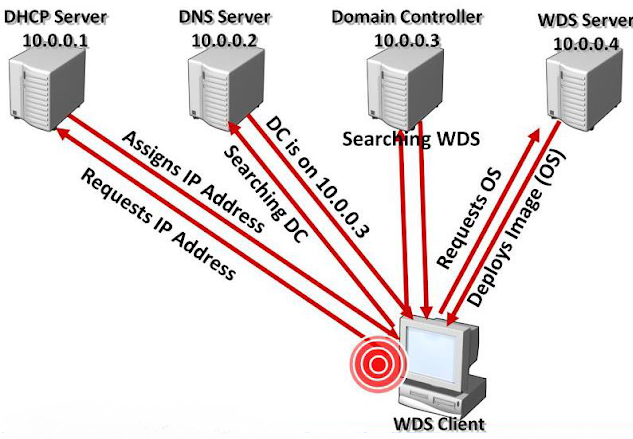 DHCP Server
10.0.0.1
DNS Server
10.0.0.2
Domain Controller
10.0.0.3
WDS Server
10.0.0.4
Assigns IP Address
Requests IP Address
DC is on 10.0.0.3
Searching DC
Searching WDS
Requests OS
Deploys Image (OS)
WDS Client